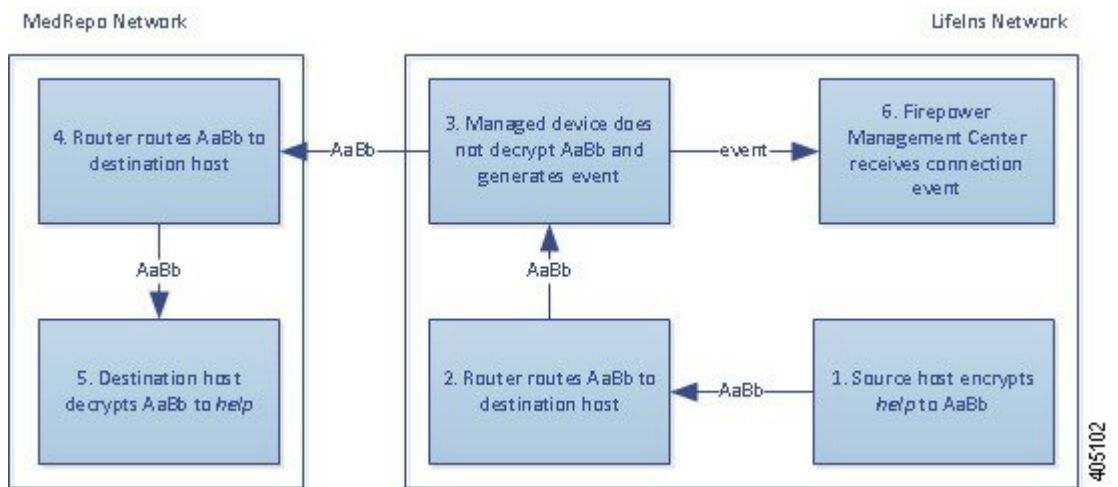 MedRepo Network
LifeIns Network
4. Router routes AaBb to
destination host
AaBb
3. Managed device does
not decrypt AaBb and
generates event
event
6. Firepower
Management Center
receives connection
event
AaBb
AaBb
5. Destination host
decrypts AaBb to help
2. Router routes AaBb to
destination host
AaBb
1. Source host encrypts
help to AaBb
405102